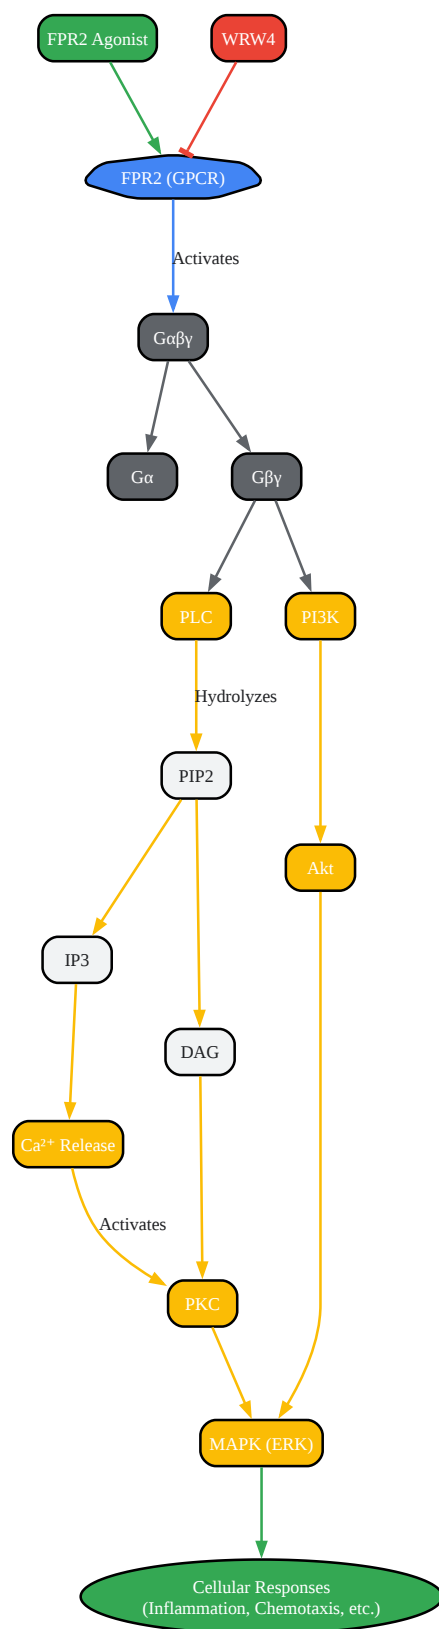 FPR2 Agonist
WRW4
FPR2 (GPCR)
Activates
Gαβγ
Gα
Gβγ
PLC
PI3K
Hydrolyzes
PIP2
Akt
IP3
DAG
Ca²⁺ Release
Activates
PKC
MAPK (ERK)
Cellular Responses
(Inflammation, Chemotaxis, etc.)